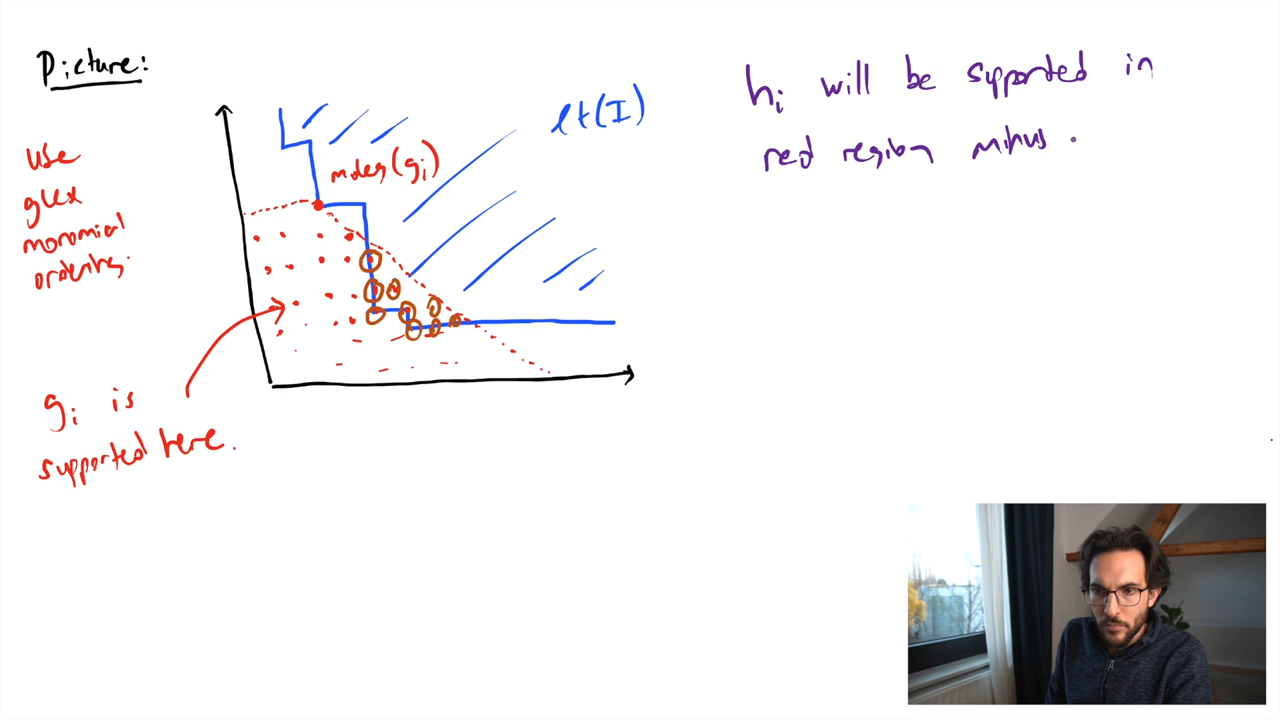 Picture:
use
glex
monomial
ordering.
mdeg(gᵢ)
lt(I)
gᵢ is
supported here.
hᵢ will be supported in
red region minus